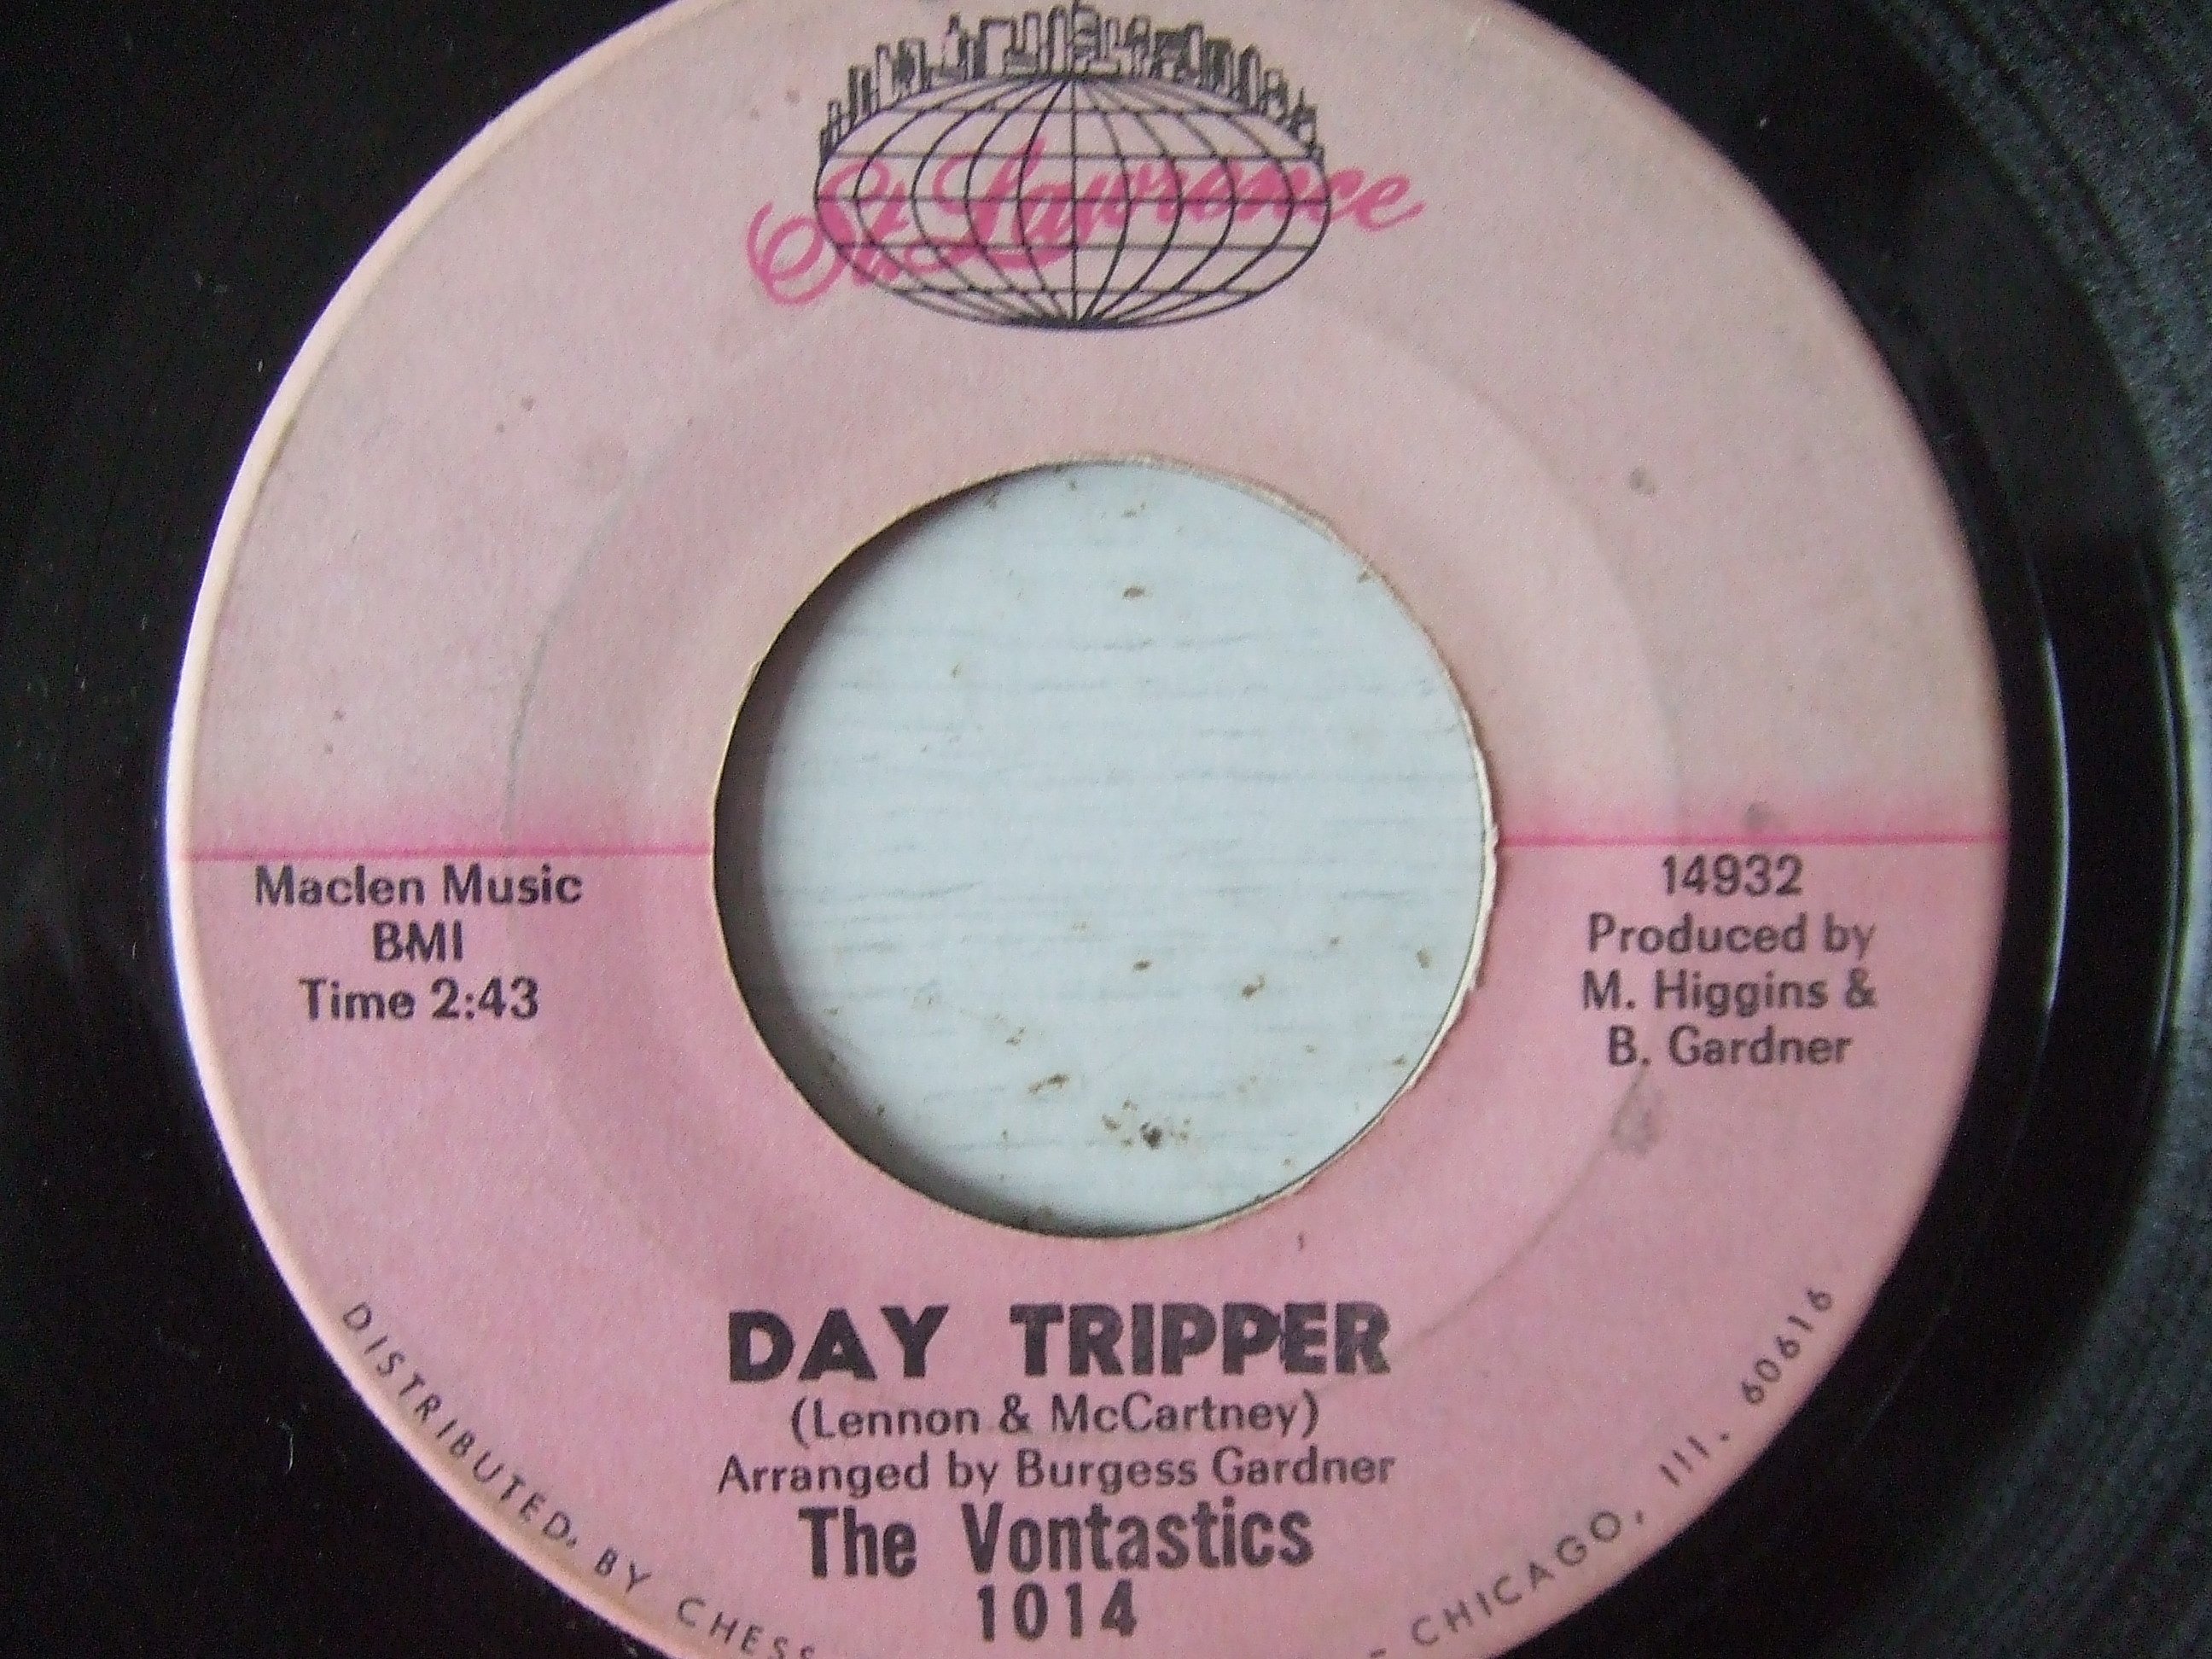 St. Lawrence
Maclen Music
BMI
Time 2:43
14932
Produced by
M. Higgins &
B. Gardner
DAY TRIPPER
(Lennon & McCartney)
Arranged by Burgess Gardner
The Vontastics
1014
DISTRIBUTED. BY CHESS
- CHICAGO, ILL. 60616